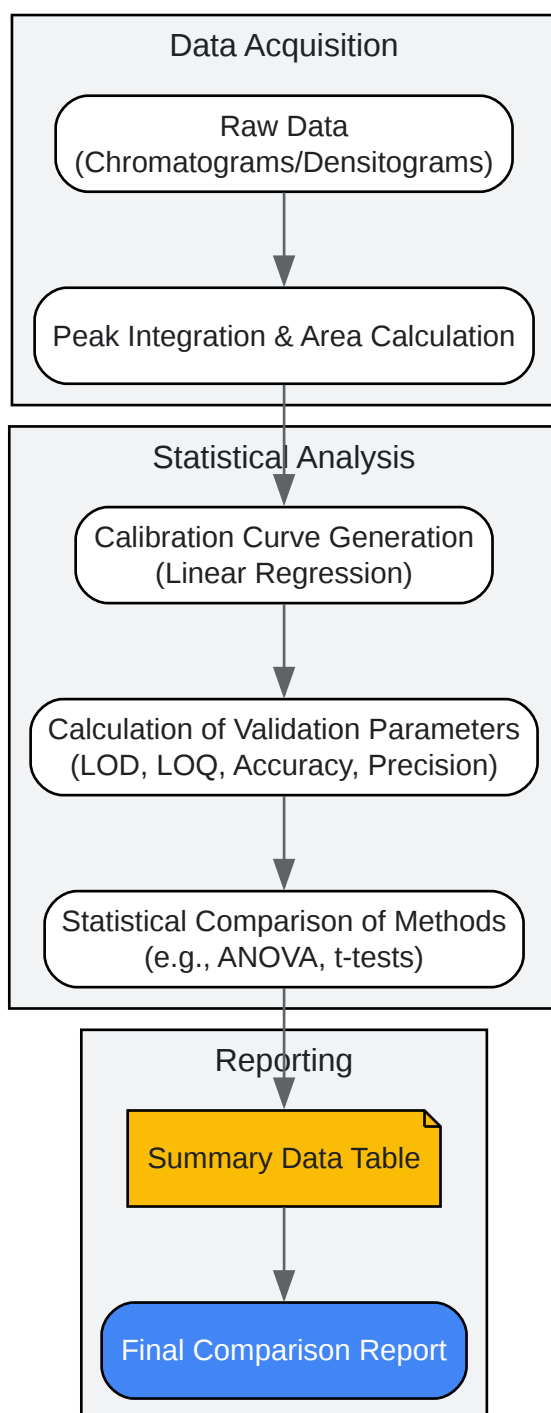 Data Acquisition
Raw Data
(Chromatograms/Densitograms)
Peak Integration & Area Calculation
Statistical Analysis
Calibration Curve Generation
(Linear Regression)
Calculation of Validation Parameters
(LOD, LOQ, Accuracy, Precision)
Statistical Comparison of Methods
(e.g., ANOVA, t-tests)
Reporting
Summary Data Table
Final Comparison Report